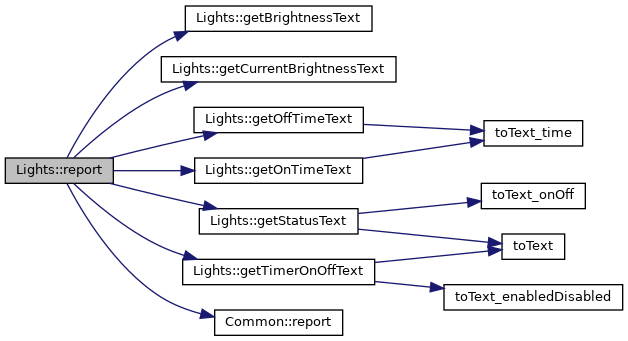 Lights::report
Lights::getBrightnessText
Lights::getCurrentBrightnessText
Lights::getOffTimeText
Lights::getOnTimeText
Lights::getStatusText
Lights::getTimerOnOffText
Common::report
toText_time
toText_onOff
toText
toText_enabledDisabled